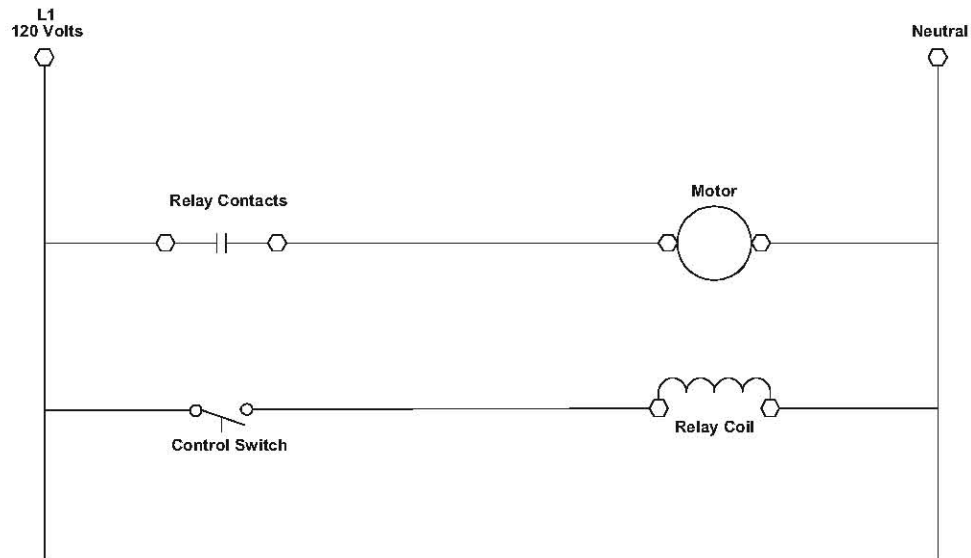 L1
120 Volts
Neutral
Relay Contacts
Motor
Control Switch
Relay Coil